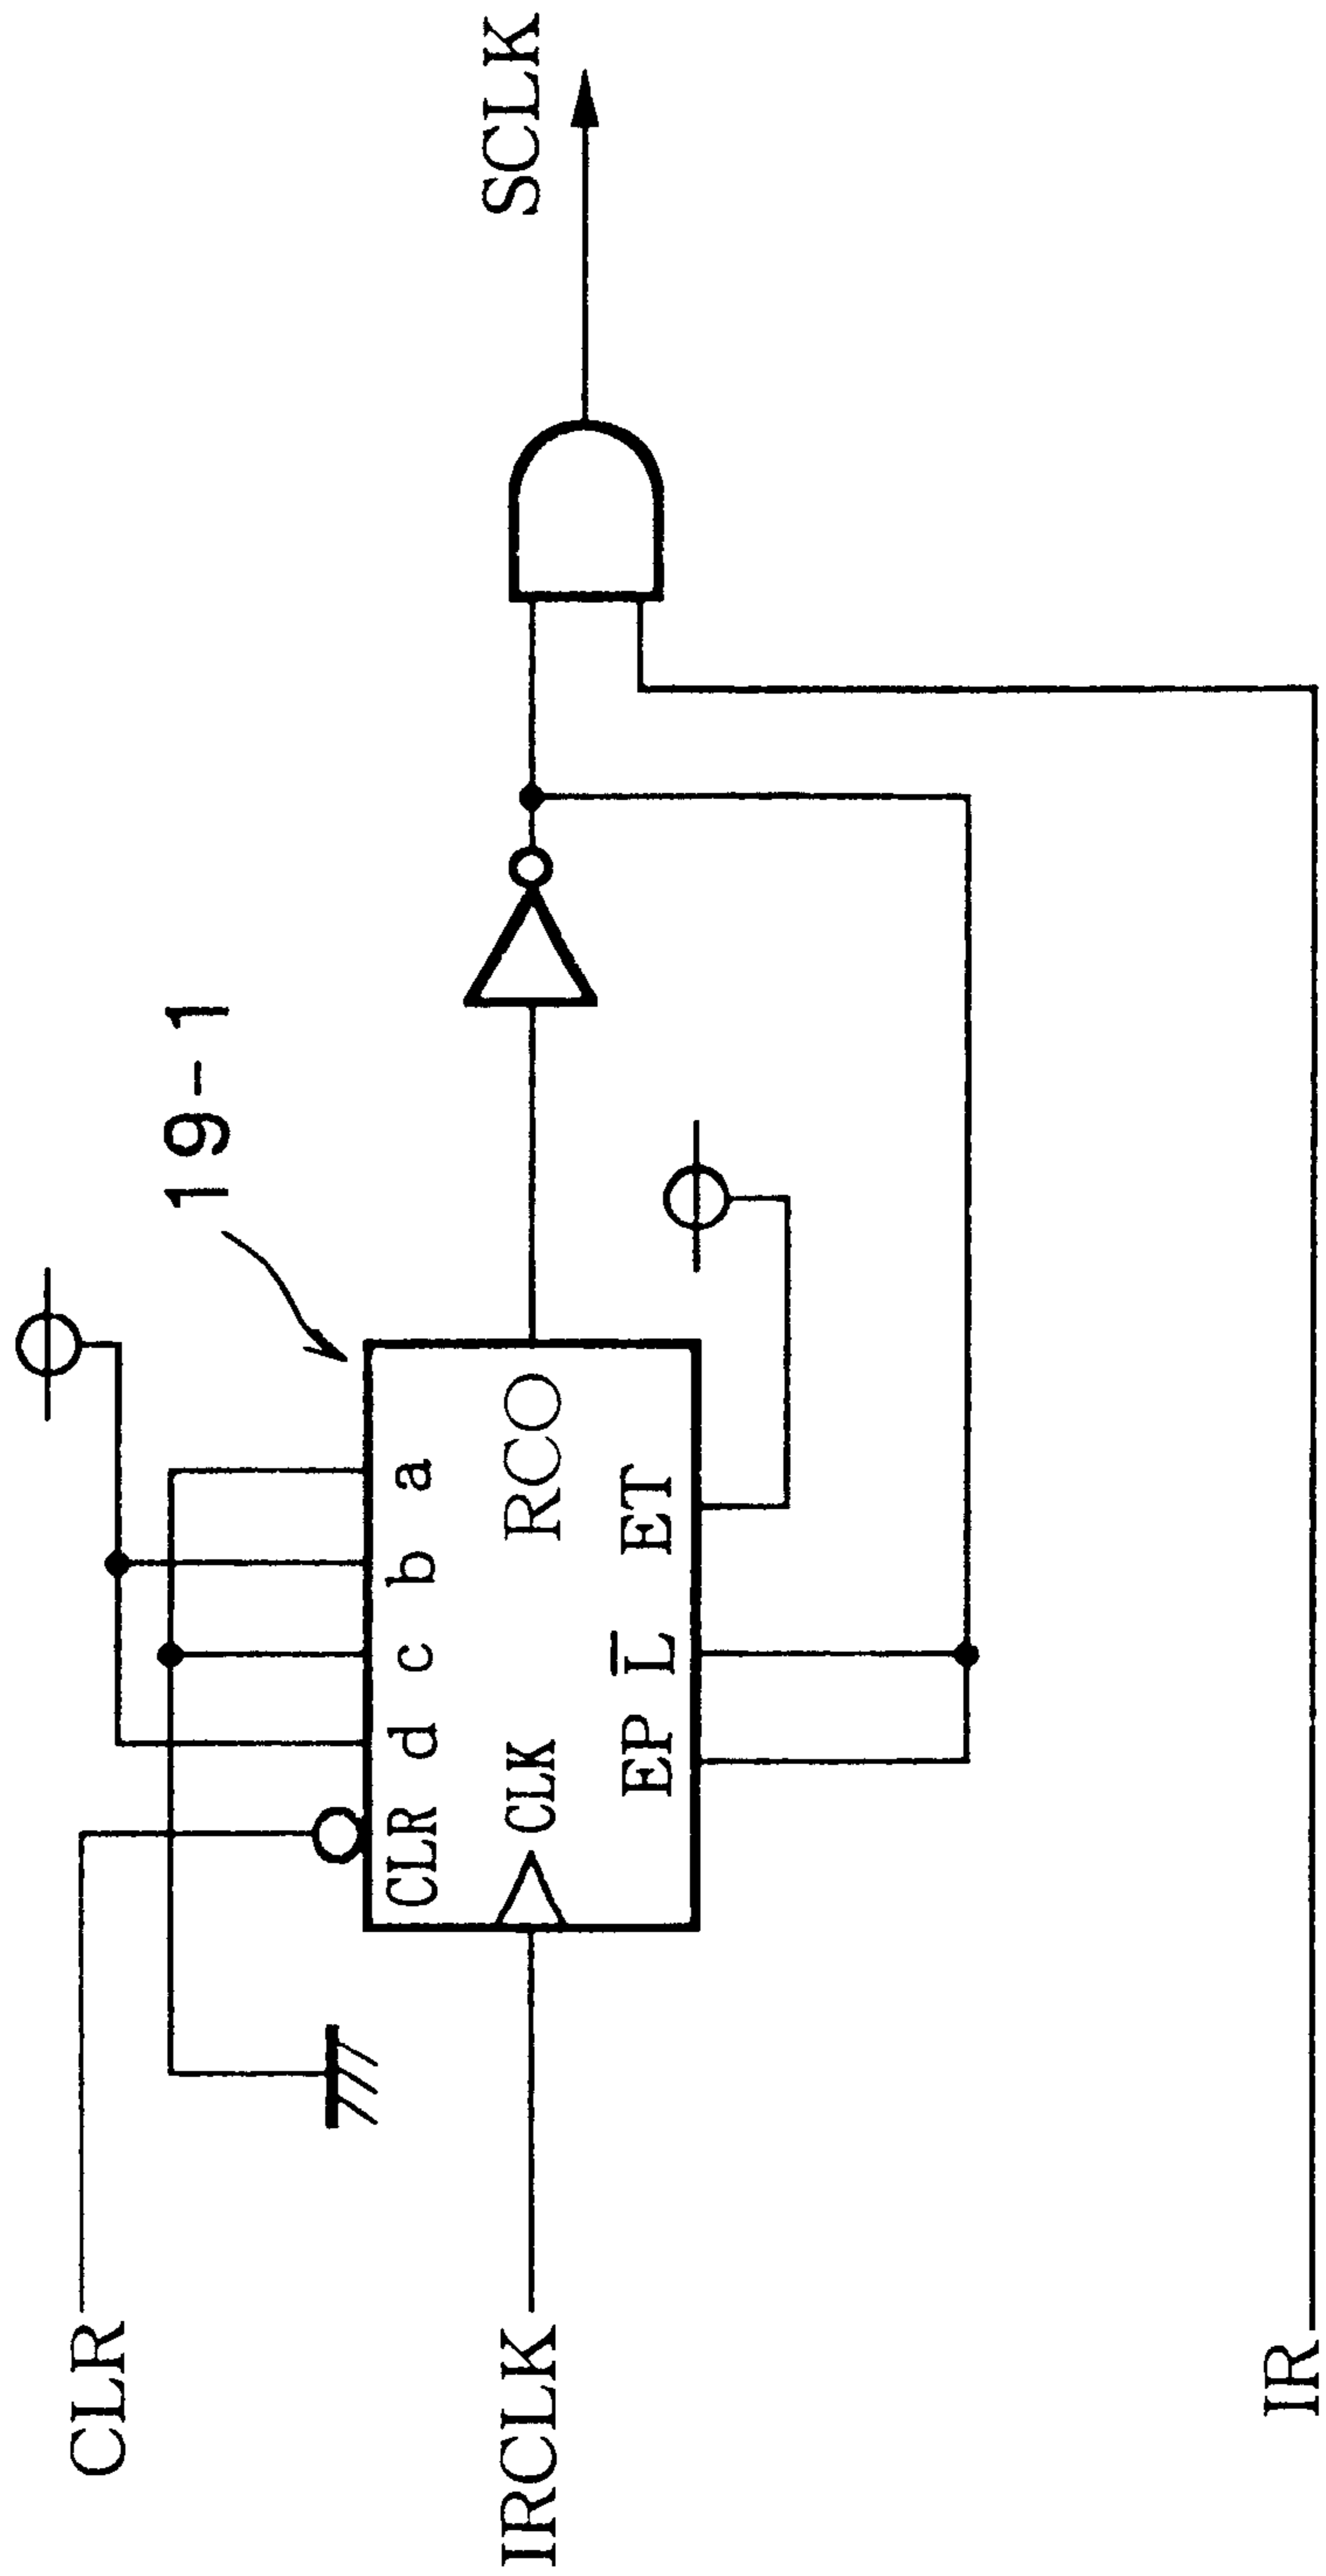 CLR
IRCLK
IR
19-1
CLR d c b a
CLK
RCO
EP L̅ ET
SCLK